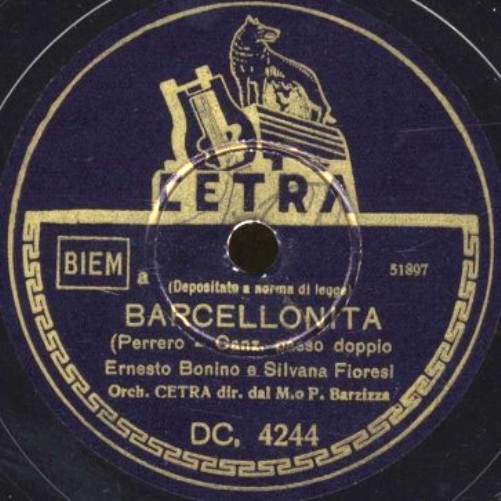 CETRA
BIEM
a
(Depositato a norma di legge)
51897
BARCELLONITA
(Perrero - Canz. passo doppio
Ernesto Bonino e Silvana Fioresi
Orch. CETRA dir. dal M.o P. Barzizza
DC. 4244